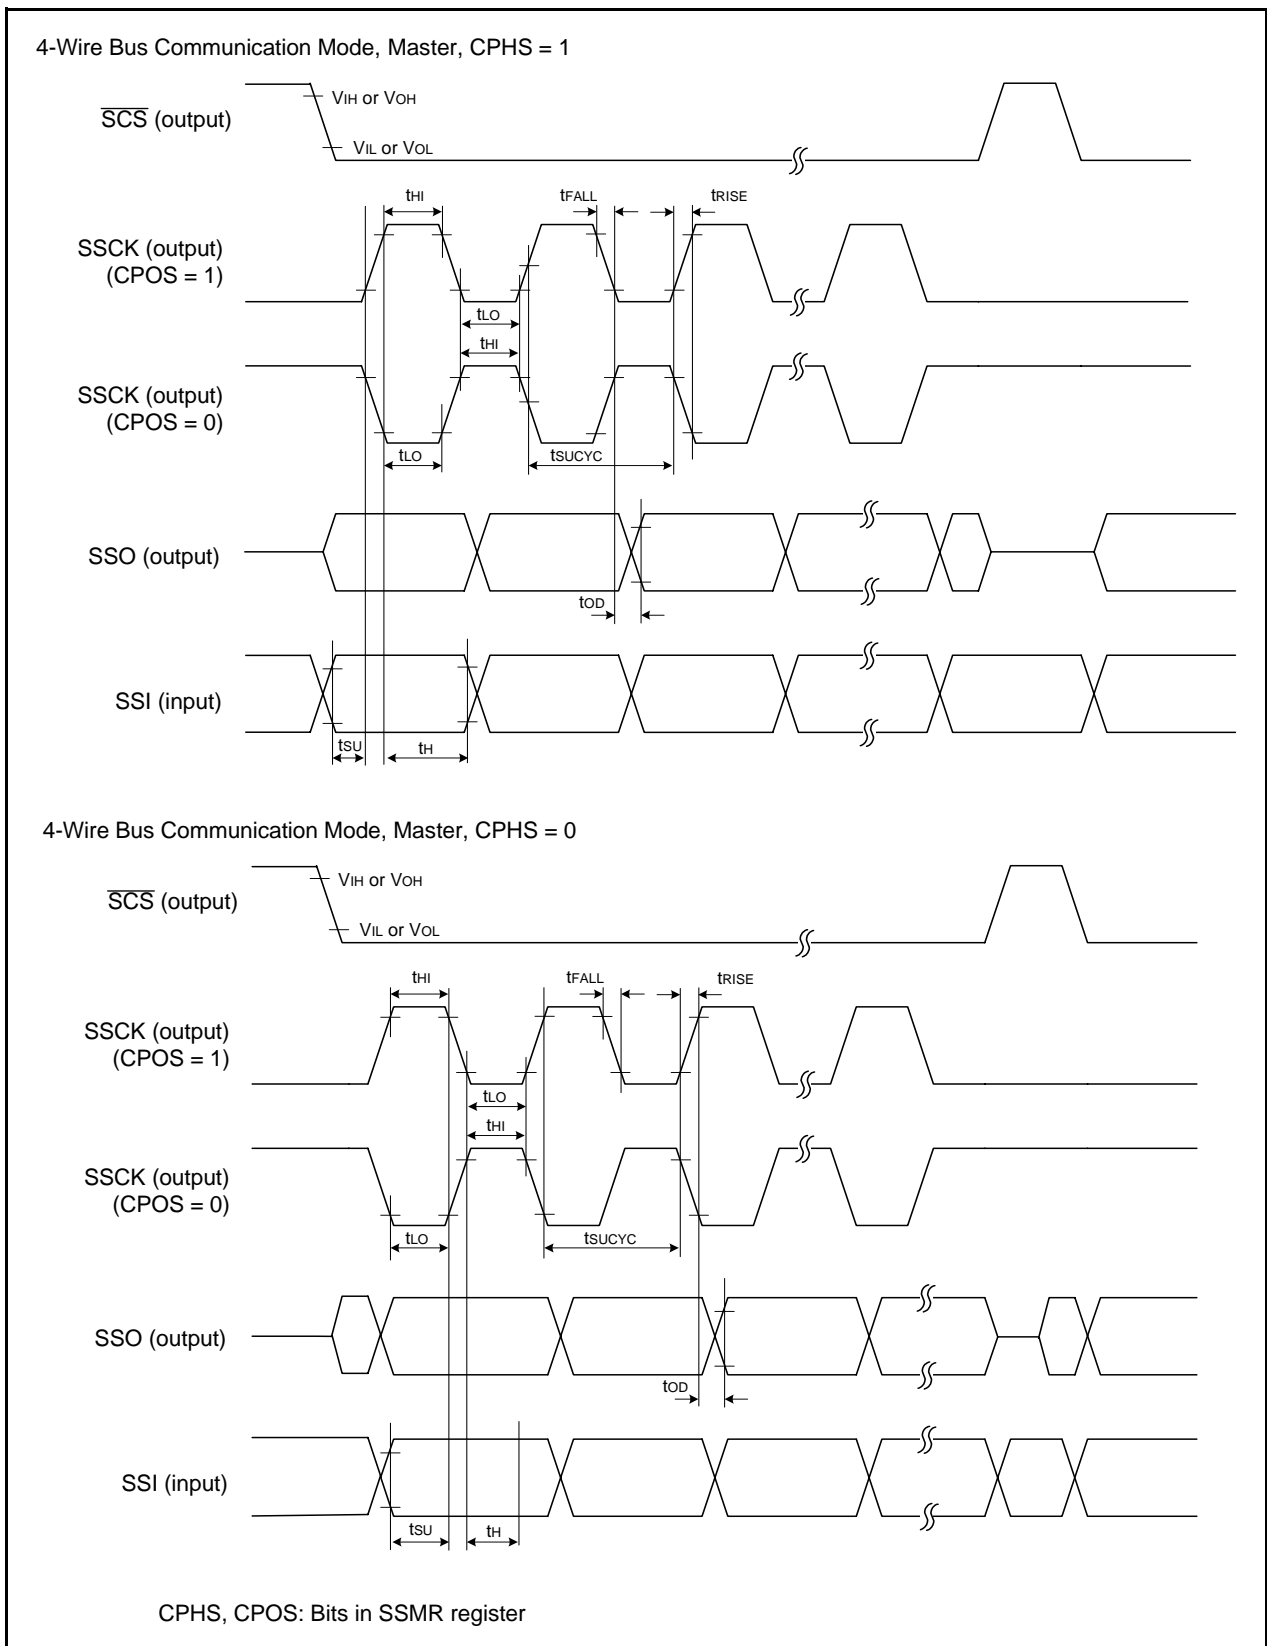 4-Wire Bus Communication Mode, Master, CPHS = 1
VIH or VOH
SCS (output)
VIL or VOL
tHI
tFALL
tRISE
SSCK (output)
(CPOS = 1)
tLO
tHI
SSCK (output)
(CPOS = 0)
tLO
tSUCYC
SSO (output)
tOD
SSI (input)
tSU
tH
4-Wire Bus Communication Mode, Master, CPHS = 0
VIH or VOH
SCS (output)
VIL or VOL
tHI
tFALL
tRISE
SSCK (output)
(CPOS = 1)
tLO
tHI
SSCK (output)
(CPOS = 0)
tLO
tSUCYC
SSO (output)
tOD
SSI (input)
tSU
tH
CPHS, CPOS: Bits in SSMR register